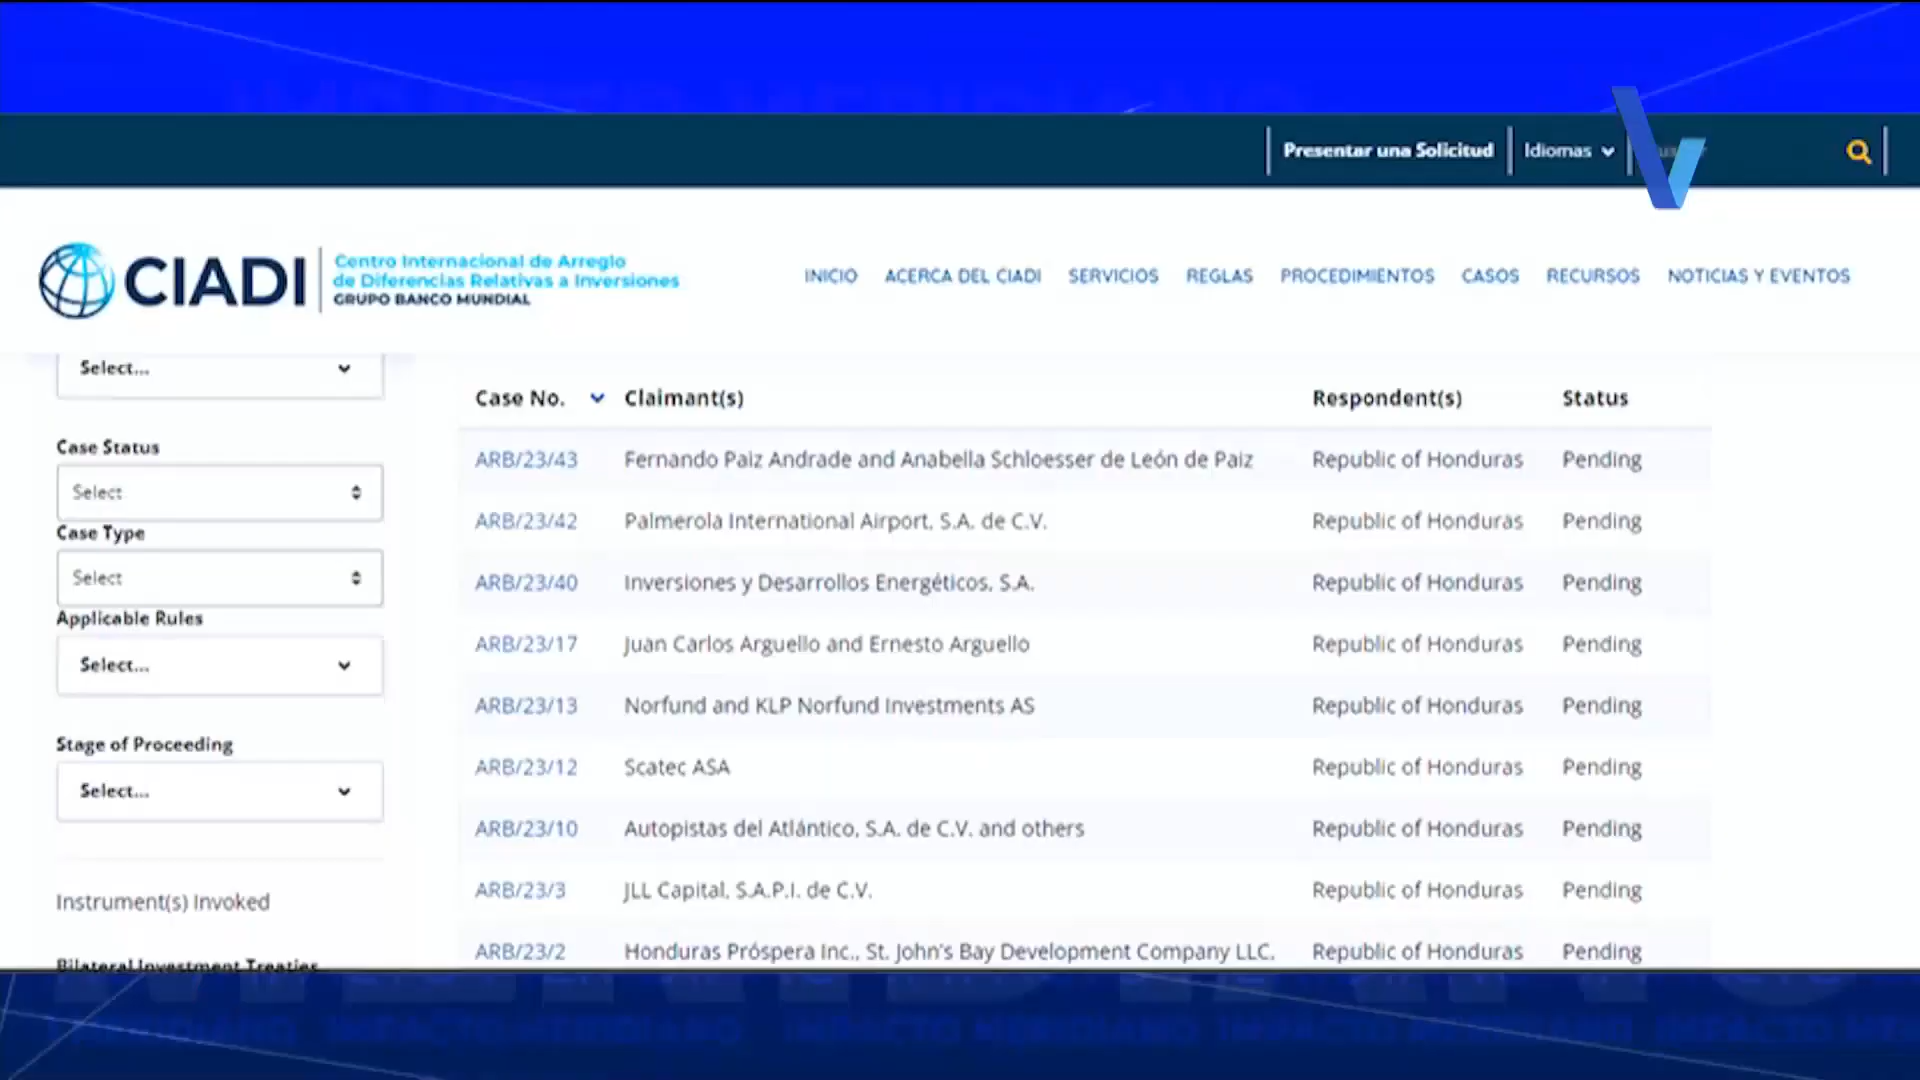 Presentar una Solicitud
Idiomas
CIADI
Centro Internacional de Arreglo
de Diferencias Relativas a Inversiones
GRUPO BANCO MUNDIAL
INICIO
ACERCA DEL CIADI
SERVICIOS
REGLAS
PROCEDIMIENTOS
CASOS
RECURSOS
NOTICIAS Y EVENTOS
Select...
Case Status
Select
Case Type
Select
Applicable Rules
Select...
Stage of Proceeding
Select...
Instrument(s) Invoked
Bilateral Investment Treaties
Case No. Claimant(s) Respondent(s) Status
ARB/23/43 Fernando Paiz Andrade and Anabella Schloesser de León de Paiz Republic of Honduras Pending
ARB/23/42 Palmerola International Airport, S.A. de C.V. Republic of Honduras Pending
ARB/23/40 Inversiones y Desarrollos Energéticos, S.A. Republic of Honduras Pending
ARB/23/17 Juan Carlos Arguello and Ernesto Arguello Republic of Honduras Pending
ARB/23/13 Norfund and KLP Norfund Investments AS Republic of Honduras Pending
ARB/23/12 Scatec ASA Republic of Honduras Pending
ARB/23/10 Autopistas del Atlántico, S.A. de C.V. and others Republic of Honduras Pending
ARB/23/3 JLL Capital, S.A.P.I. de C.V. Republic of Honduras Pending
ARB/23/2 Honduras Próspera Inc., St. John's Bay Development Company LLC. Republic of Honduras Pending
IMPACTO MERIDIANO